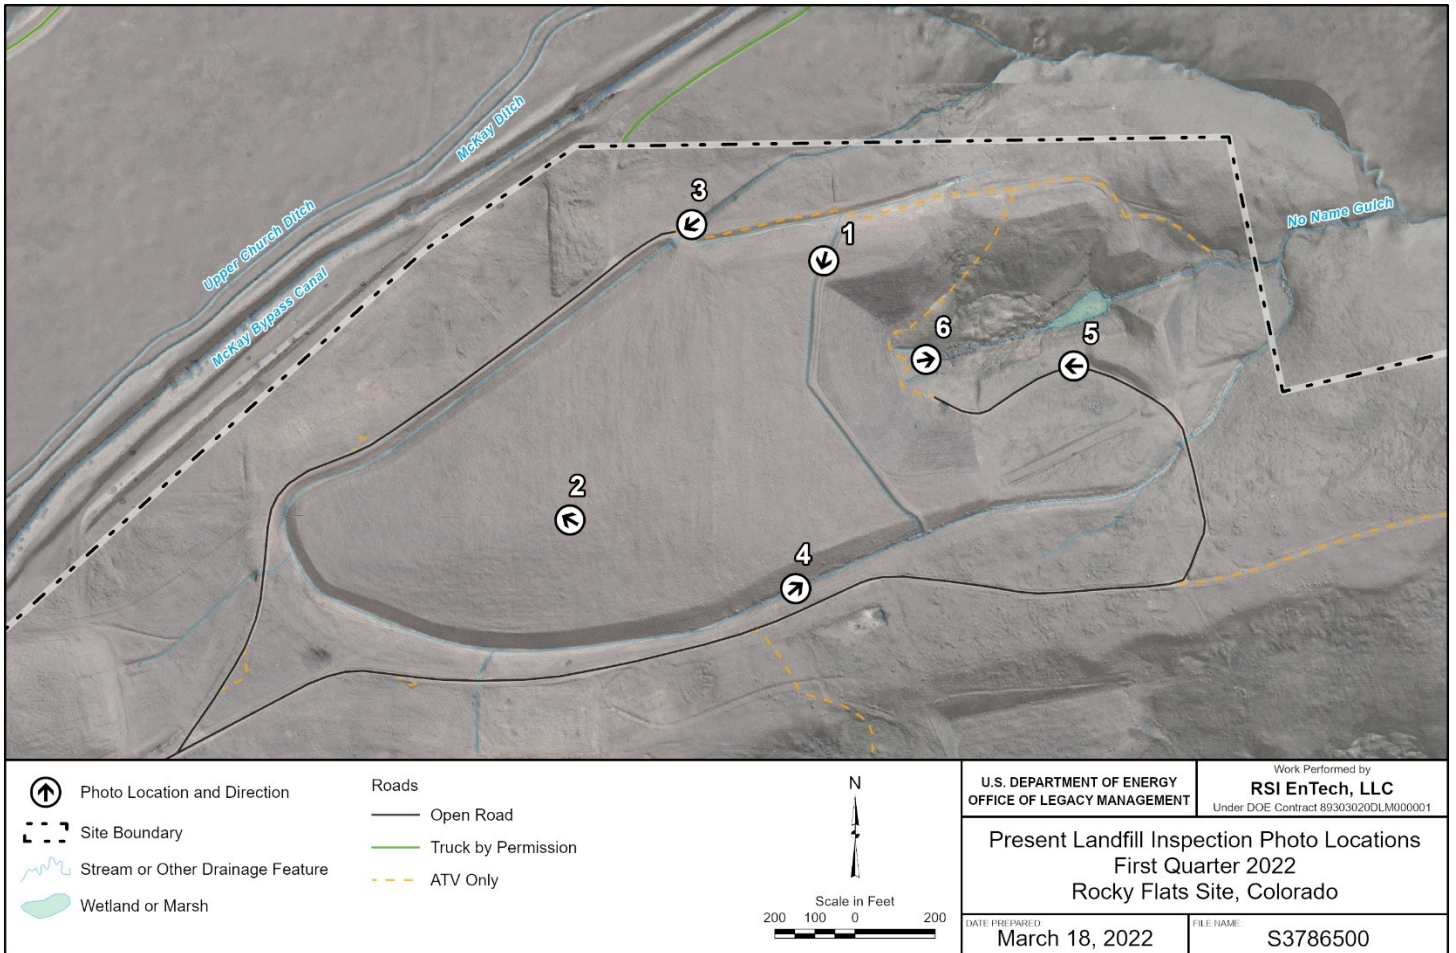 McKay Ditch
Upper Church Ditch
McKay Bypass Canal
No Name Gulch
3
1
6
5
2
4
Photo Location and Direction
Site Boundary
Stream or Other Drainage Feature
Wetland or Marsh
Roads
Open Road
Truck by Permission
ATV Only
N
Scale in Feet
200 100 0 200
U.S. DEPARTMENT OF ENERGY
OFFICE OF LEGACY MANAGEMENT
Work Performed by
RSI EnTech, LLC
Under DOE Contract 89303020DLM000001
Present Landfill Inspection Photo Locations
First Quarter 2022
Rocky Flats Site, Colorado
DATE PREPARED:
March 18, 2022
FILE NAME:
S3786500